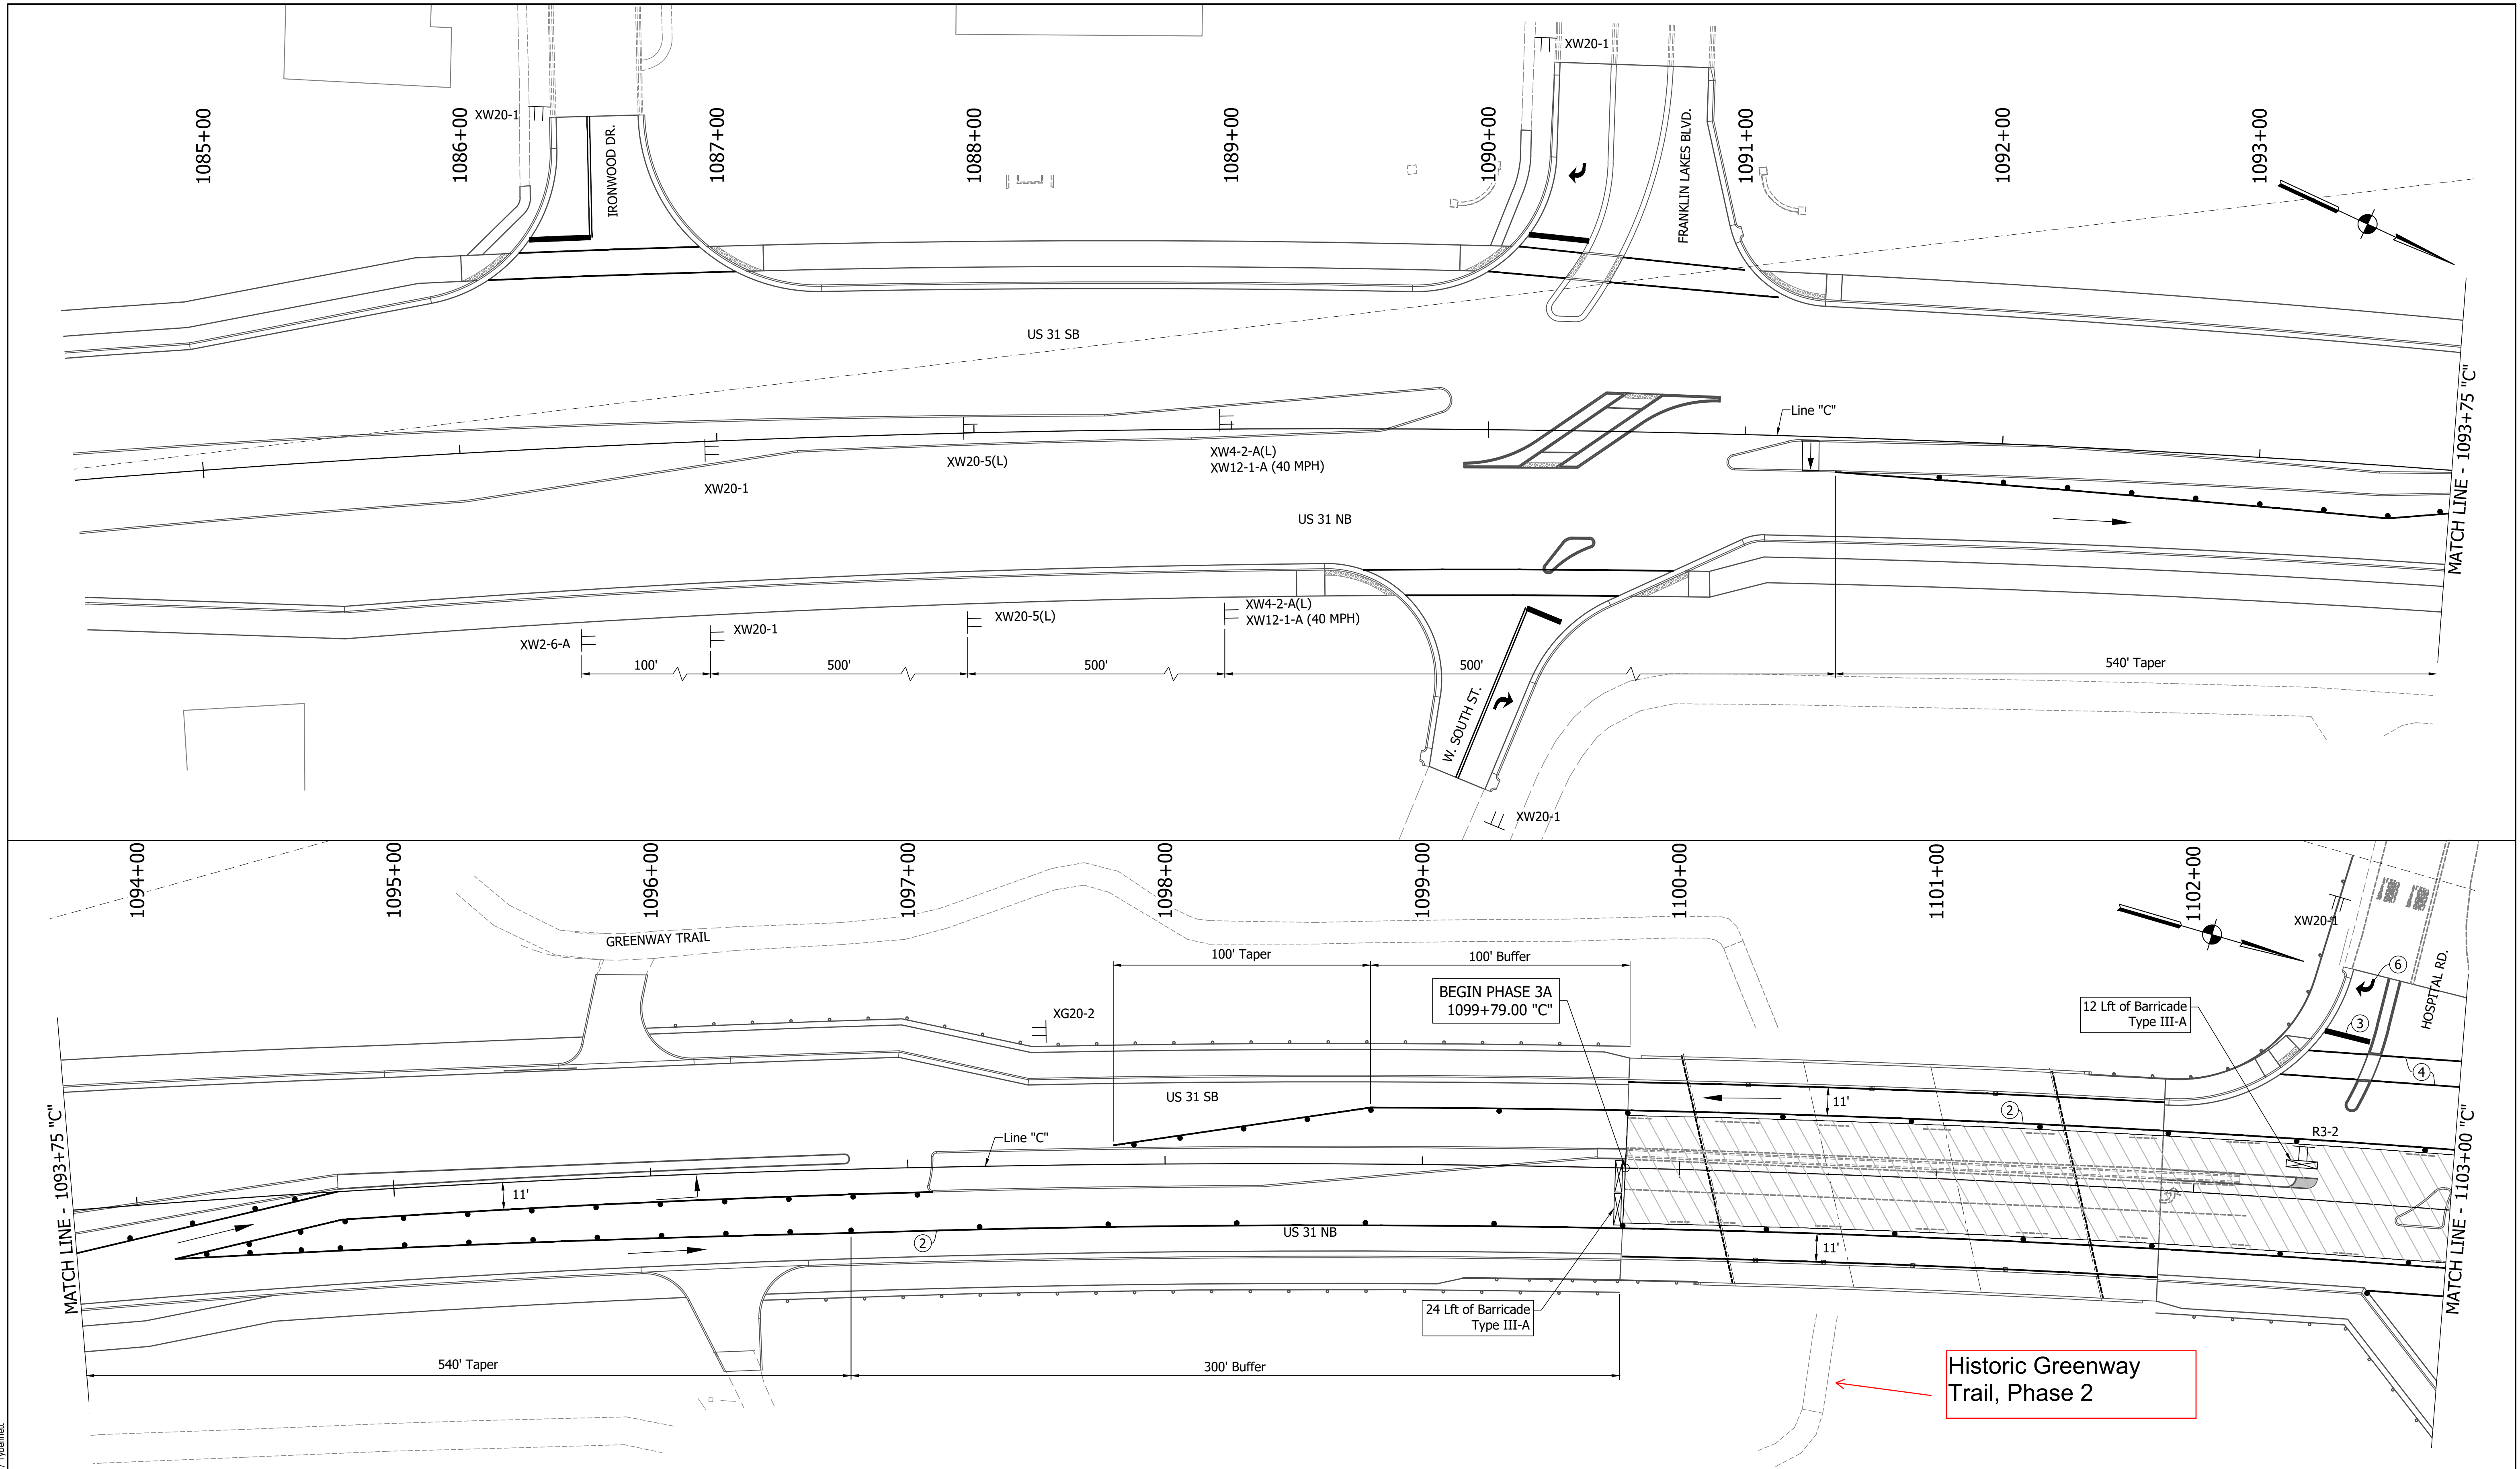 1085+00
1086+00
1087+00
1088+00
1089+00
1090+00
1091+00
1092+00
1093+00
XW20-1
IRONWOOD DR.
XW20-1
FRANKLIN LAKES BLVD.
US 31 SB
MATCH LINE - 1093+75 "C"
Line "C"
XW20-1
XW20-5(L)
XW4-2-A(L)
XW12-1-A (40 MPH)
US 31 NB
XW2-6-A
XW20-1
XW20-5(L)
XW4-2-A(L)
XW12-1-A (40 MPH)
100'
500'
500'
500'
540' Taper
W. SOUTH ST.
XW20-1
1094+00
1095+00
1096+00
1097+00
1098+00
1099+00
1100+00
1101+00
1102+00
GREENWAY TRAIL
XW20-1
HOSPITAL RD.
100' Taper
100' Buffer
BEGIN PHASE 3A
1099+79.00 "C"
XG20-2
12 Lft of Barricade
Type III-A
6
3
4
MATCH LINE - 1093+75 "C"
US 31 SB
Line "C"
11'
2
R3-2
MATCH LINE - 1103+00 "C"
11'
2
US 31 NB
11'
24 Lft of Barricade
Type III-A
540' Taper
300' Buffer
Historic Greenway
Trail, Phase 2